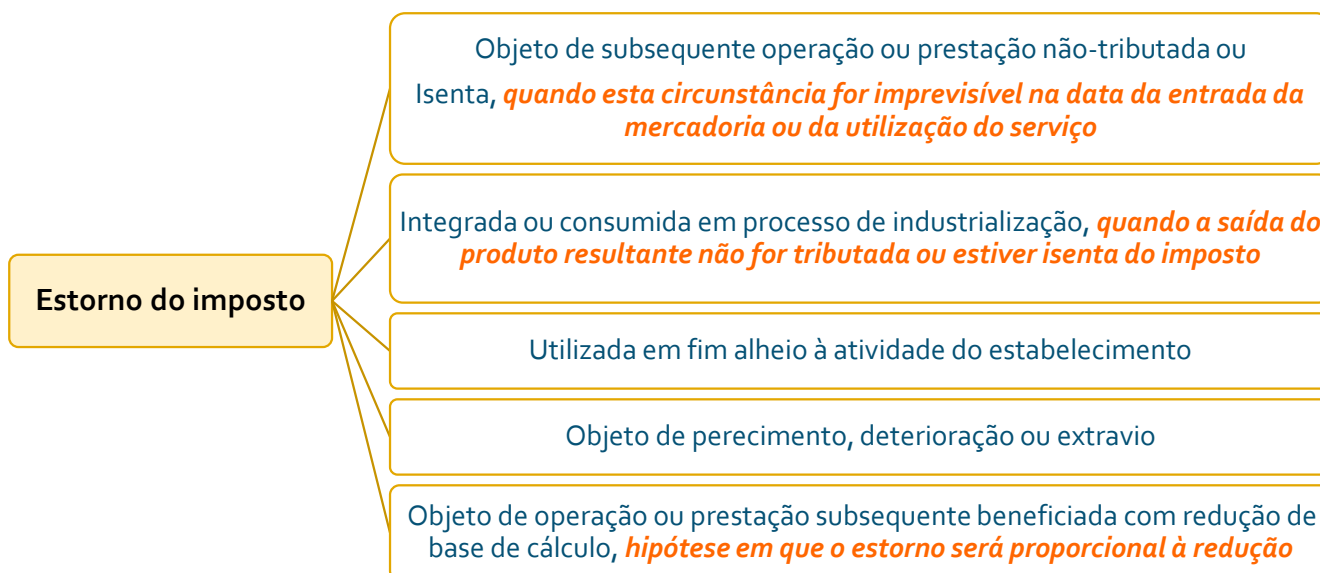 Objeto de subsequente operação ou prestação não-tributada ou
Isenta, quando esta circunstância for imprevisível na data da entrada da
mercadoria ou da utilização do serviço
Integrada ou consumida em processo de industrialização, quando a saída do
produto resultante não for tributada ou estiver isenta do imposto
Estorno do imposto
Utilizada em fim alheio à atividade do estabelecimento
Objeto de perecimento, deterioração ou extravio
Objeto de operação ou prestação subsequente beneficiada com redução de
base de cálculo, hipótese em que o estorno será proporcional à redução